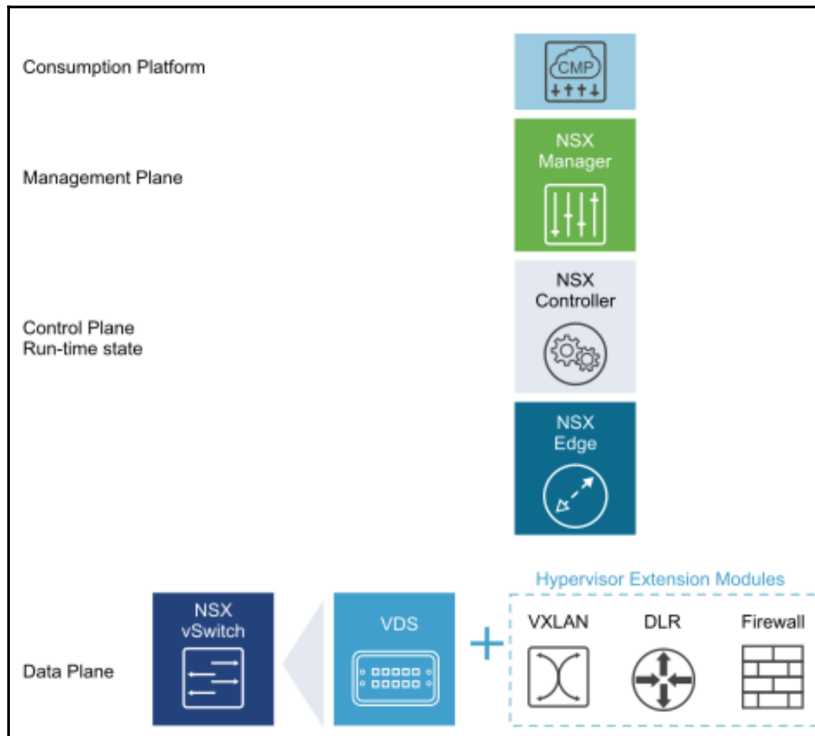 Consumption Platform
CMP
NSX
Manager
Management Plane
NSX
Controller
Control Plane
Run-time state
NSX
Edge
Hypervisor Extension Modules
NSX
vSwitch
VDS
+
VXLAN
DLR
Firewall
Data Plane